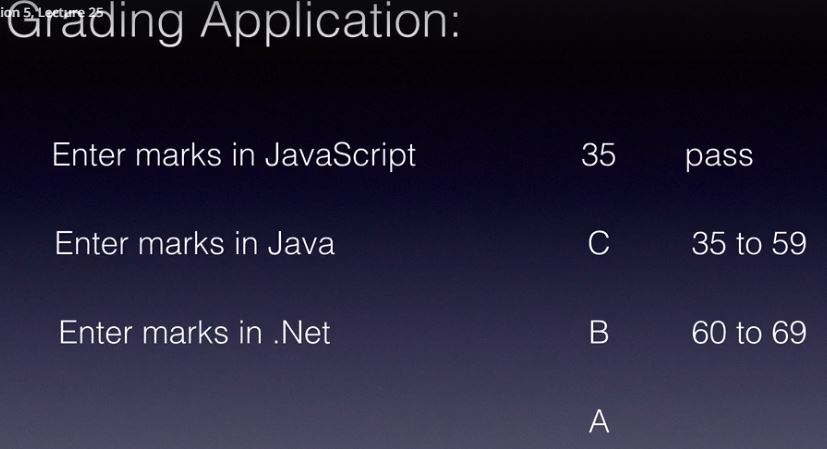 ion 5, Lecture 25
Grading Application:
Enter marks in JavaScript 35 pass
Enter marks in Java C 35 to 59
Enter marks in .Net B 60 to 69
A